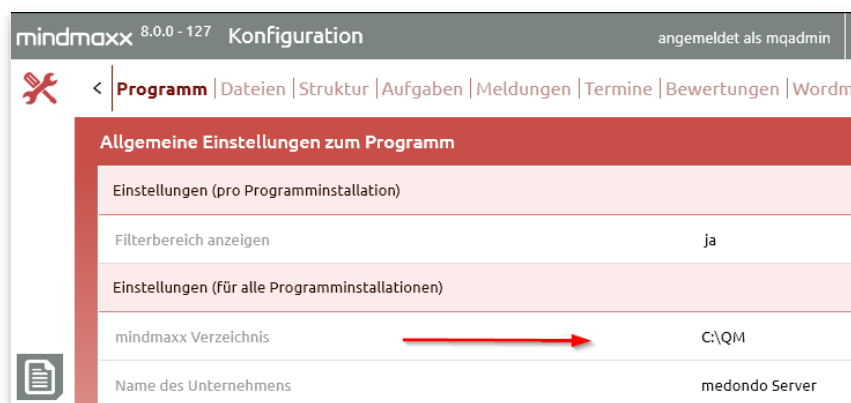 mindmaxx 8.0.0 - 127 Konfiguration angemeldet als mqadmin
< Programm | Dateien | Struktur | Aufgaben | Meldungen | Termine | Bewertungen | Wordm
Allgemeine Einstellungen zum Programm
Einstellungen (pro Programminstallation)
Filterbereich anzeigen ja
Einstellungen (für alle Programminstallationen)
mindmaxx Verzeichnis C:\QM
Name des Unternehmens medondo Server